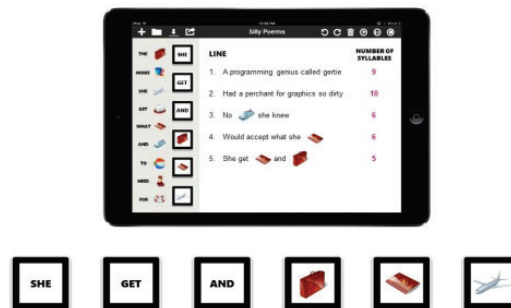 Silly Poems
THE
SHE
HOME
SHE
GET
GET
AND
WHAT
AND
TO
NEED
FOR
LINE NUMBER OF
SYLLABLES
1. A programming genius called gertie 9
2. Had a perchant for graphics so dirty 10
3. No she knew 6
4. Would accept what she 6
5. She get and 5
SHE GET AND